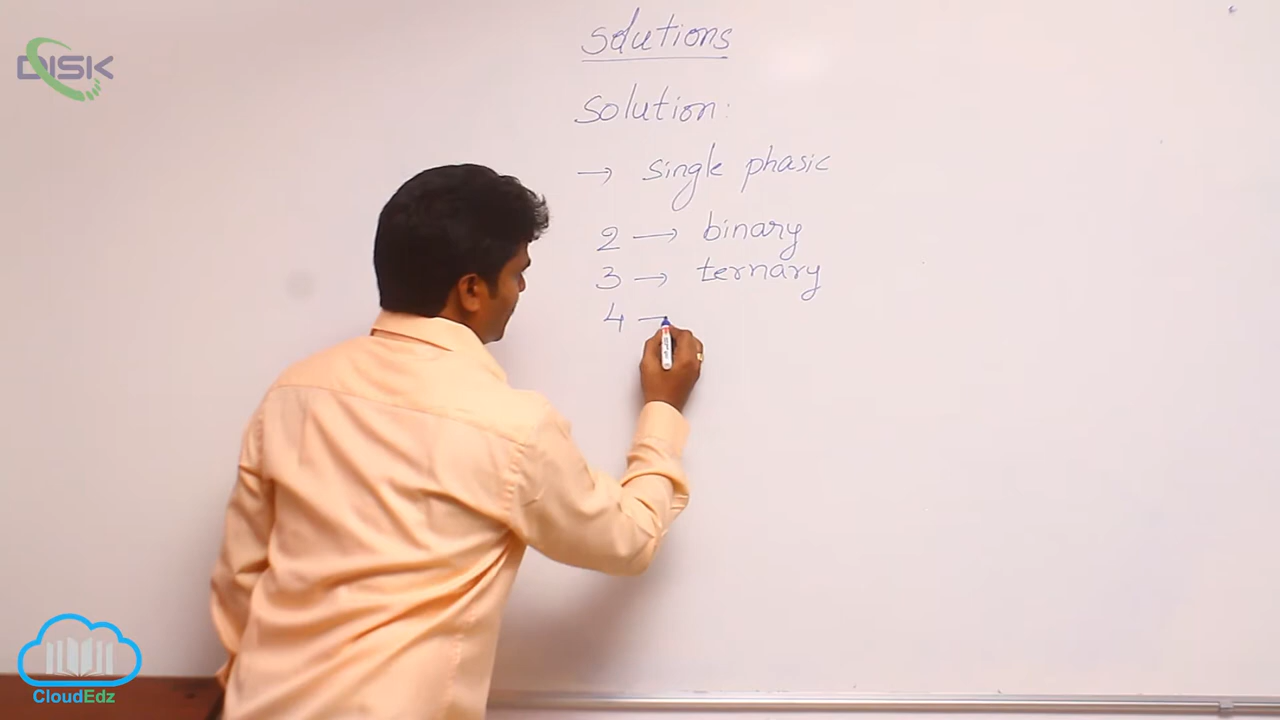 DISK
Solutions
Solution:
→ Single phasic
2 → binary
3 → ternary
4 →
CloudEdz